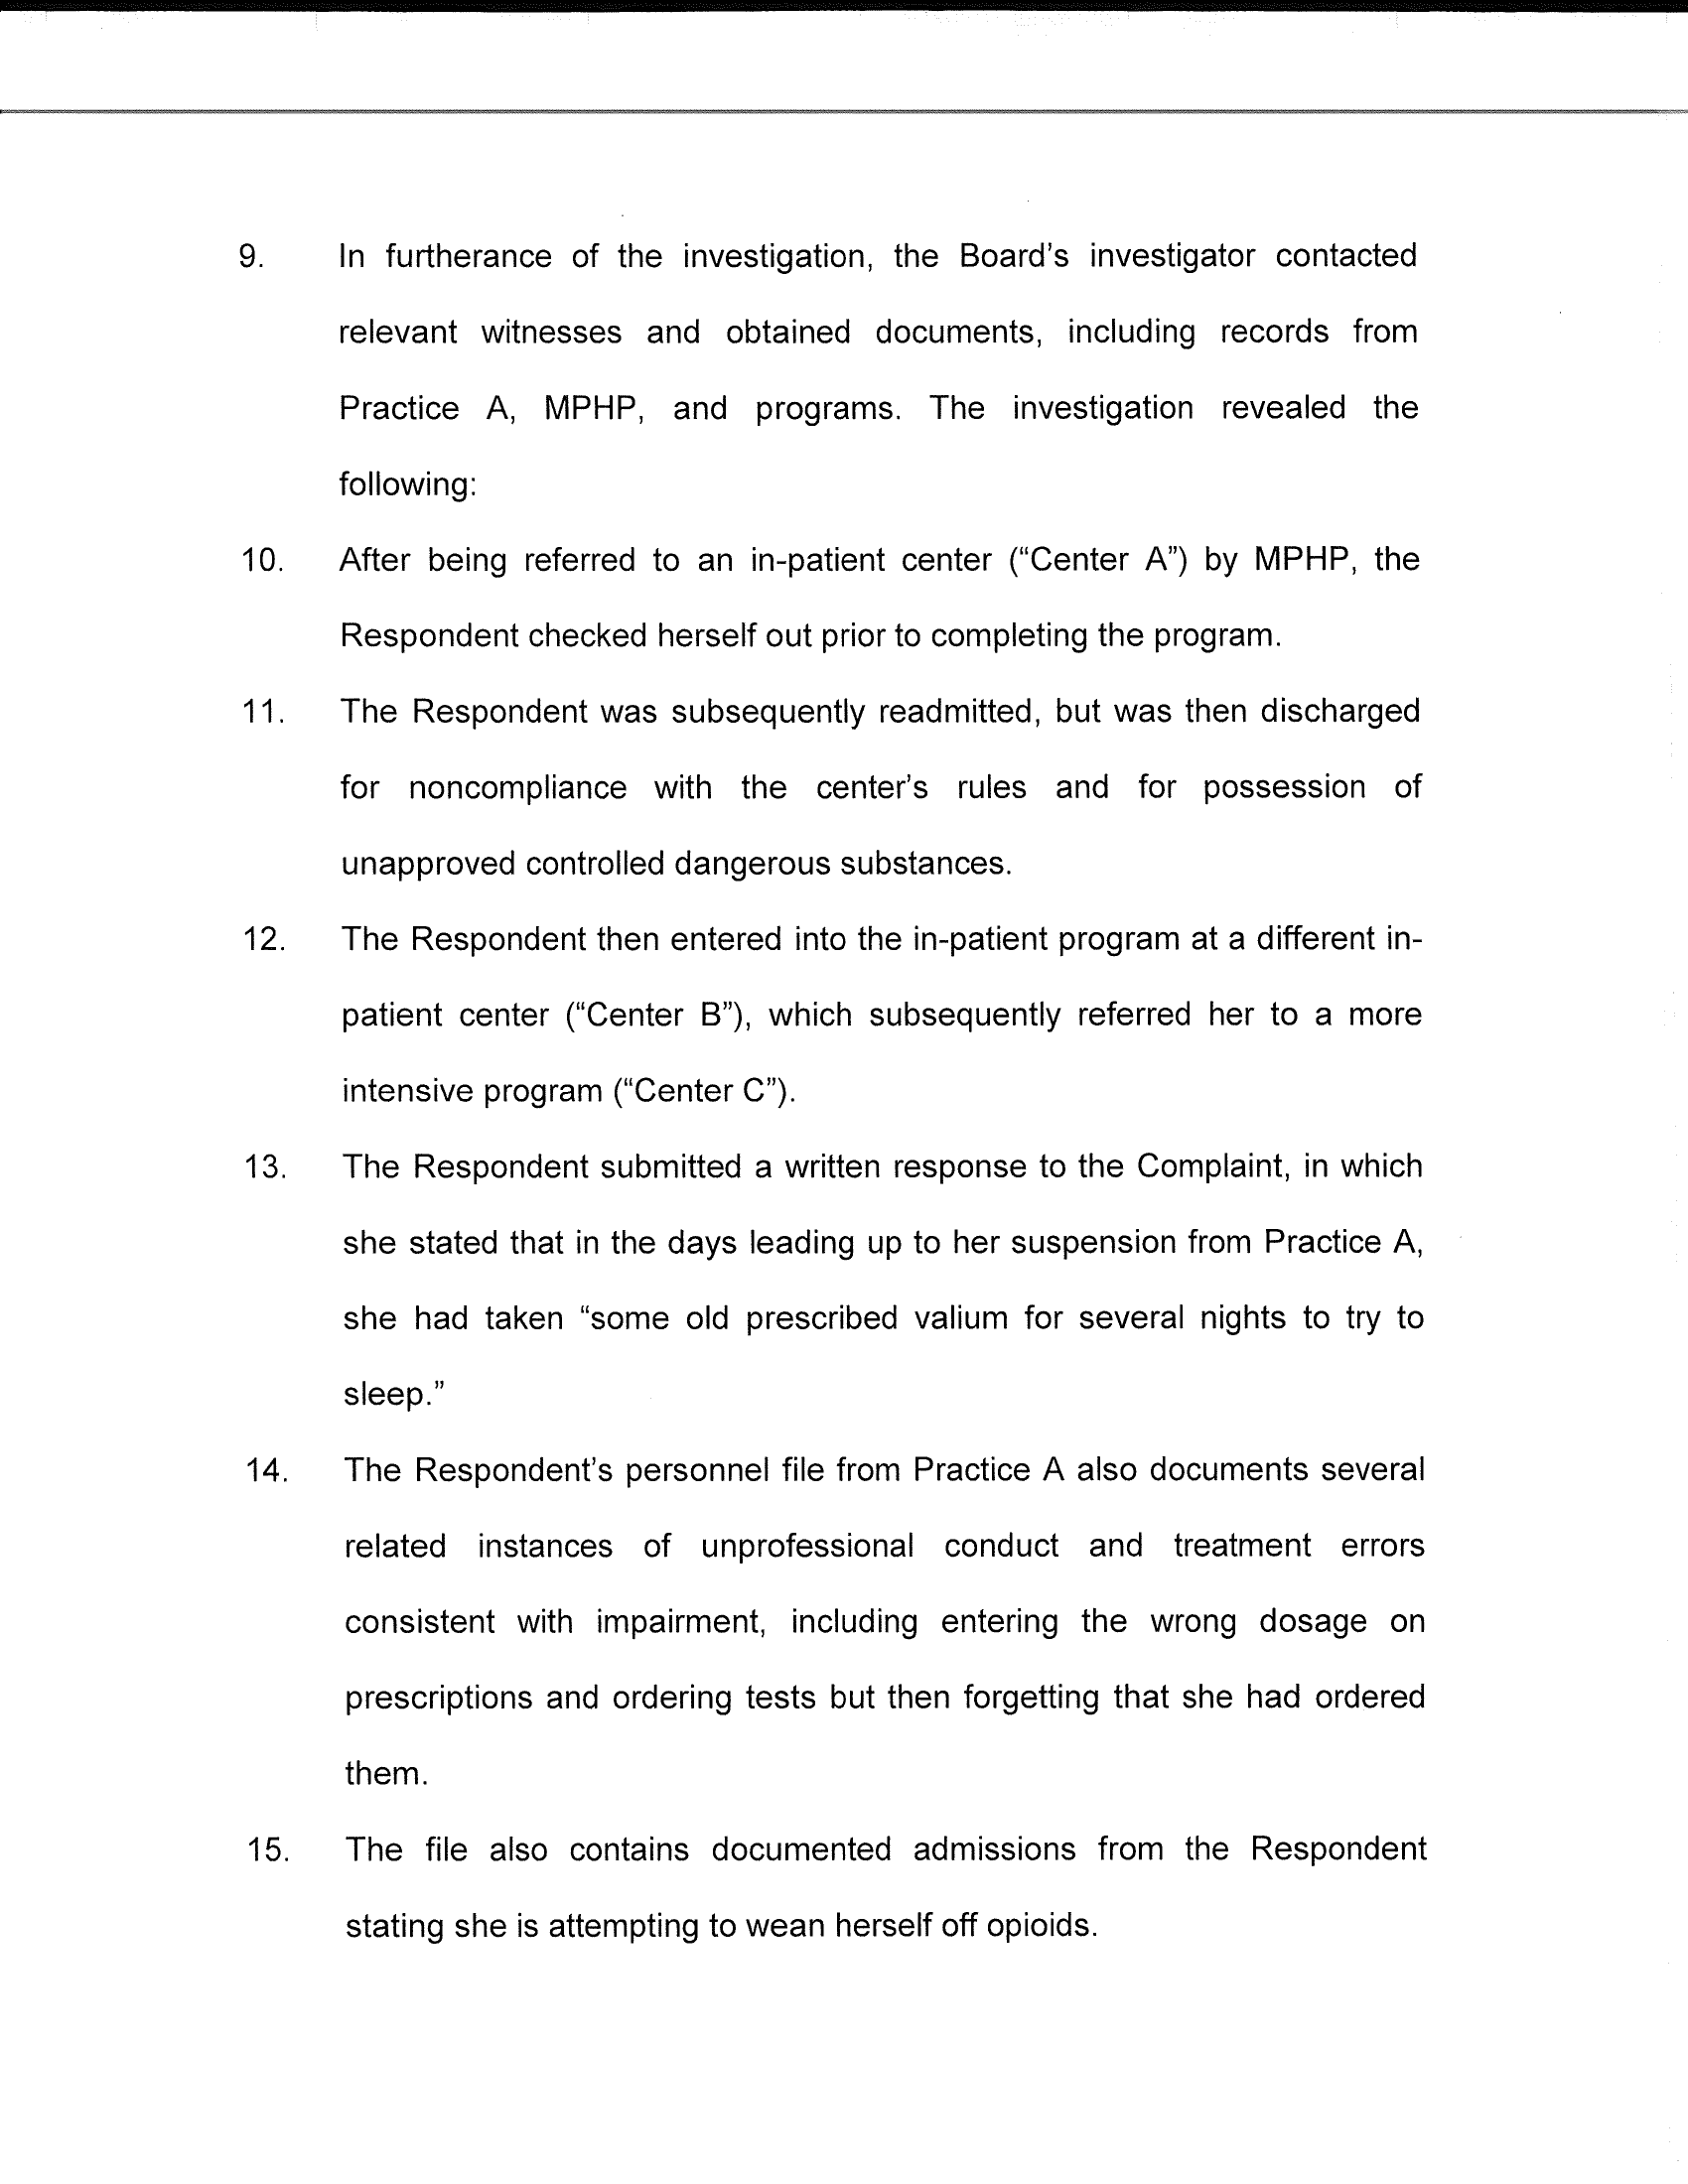 9. In furtherance of the investigation, the Board's investigator contacted
relevant witnesses and obtained documents, including records from
Practice A, MPHP, and programs. The investigation revealed the
following:
10. After being referred to an in-patient center (“Center A”) by MPHP, the
Respondent checked herself out prior to completing the program.
11. The Respondent was subsequently readmitted, but was then discharged
for noncompliance with the center's rules and for possession of
unapproved controlled dangerous substances.
12. The Respondent then entered into the in-patient program at a different in-
patient center (“Center B”), which subsequently referred her to a more
intensive program (“Center C”).
13. The Respondent submitted a written response to the Complaint, in which
she stated that in the days leading up to her suspension from Practice A,
she had taken “some old prescribed valium for several nights to try to
sleep.”
14. The Respondent's personnel file from Practice A also documents several
related instances of unprofessional conduct and treatment errors
consistent with impairment, including entering the wrong dosage on
prescriptions and ordering tests but then forgetting that she had ordered
them.
15. The file also contains documented admissions from the Respondent
stating she is attempting to wean herself off opioids.